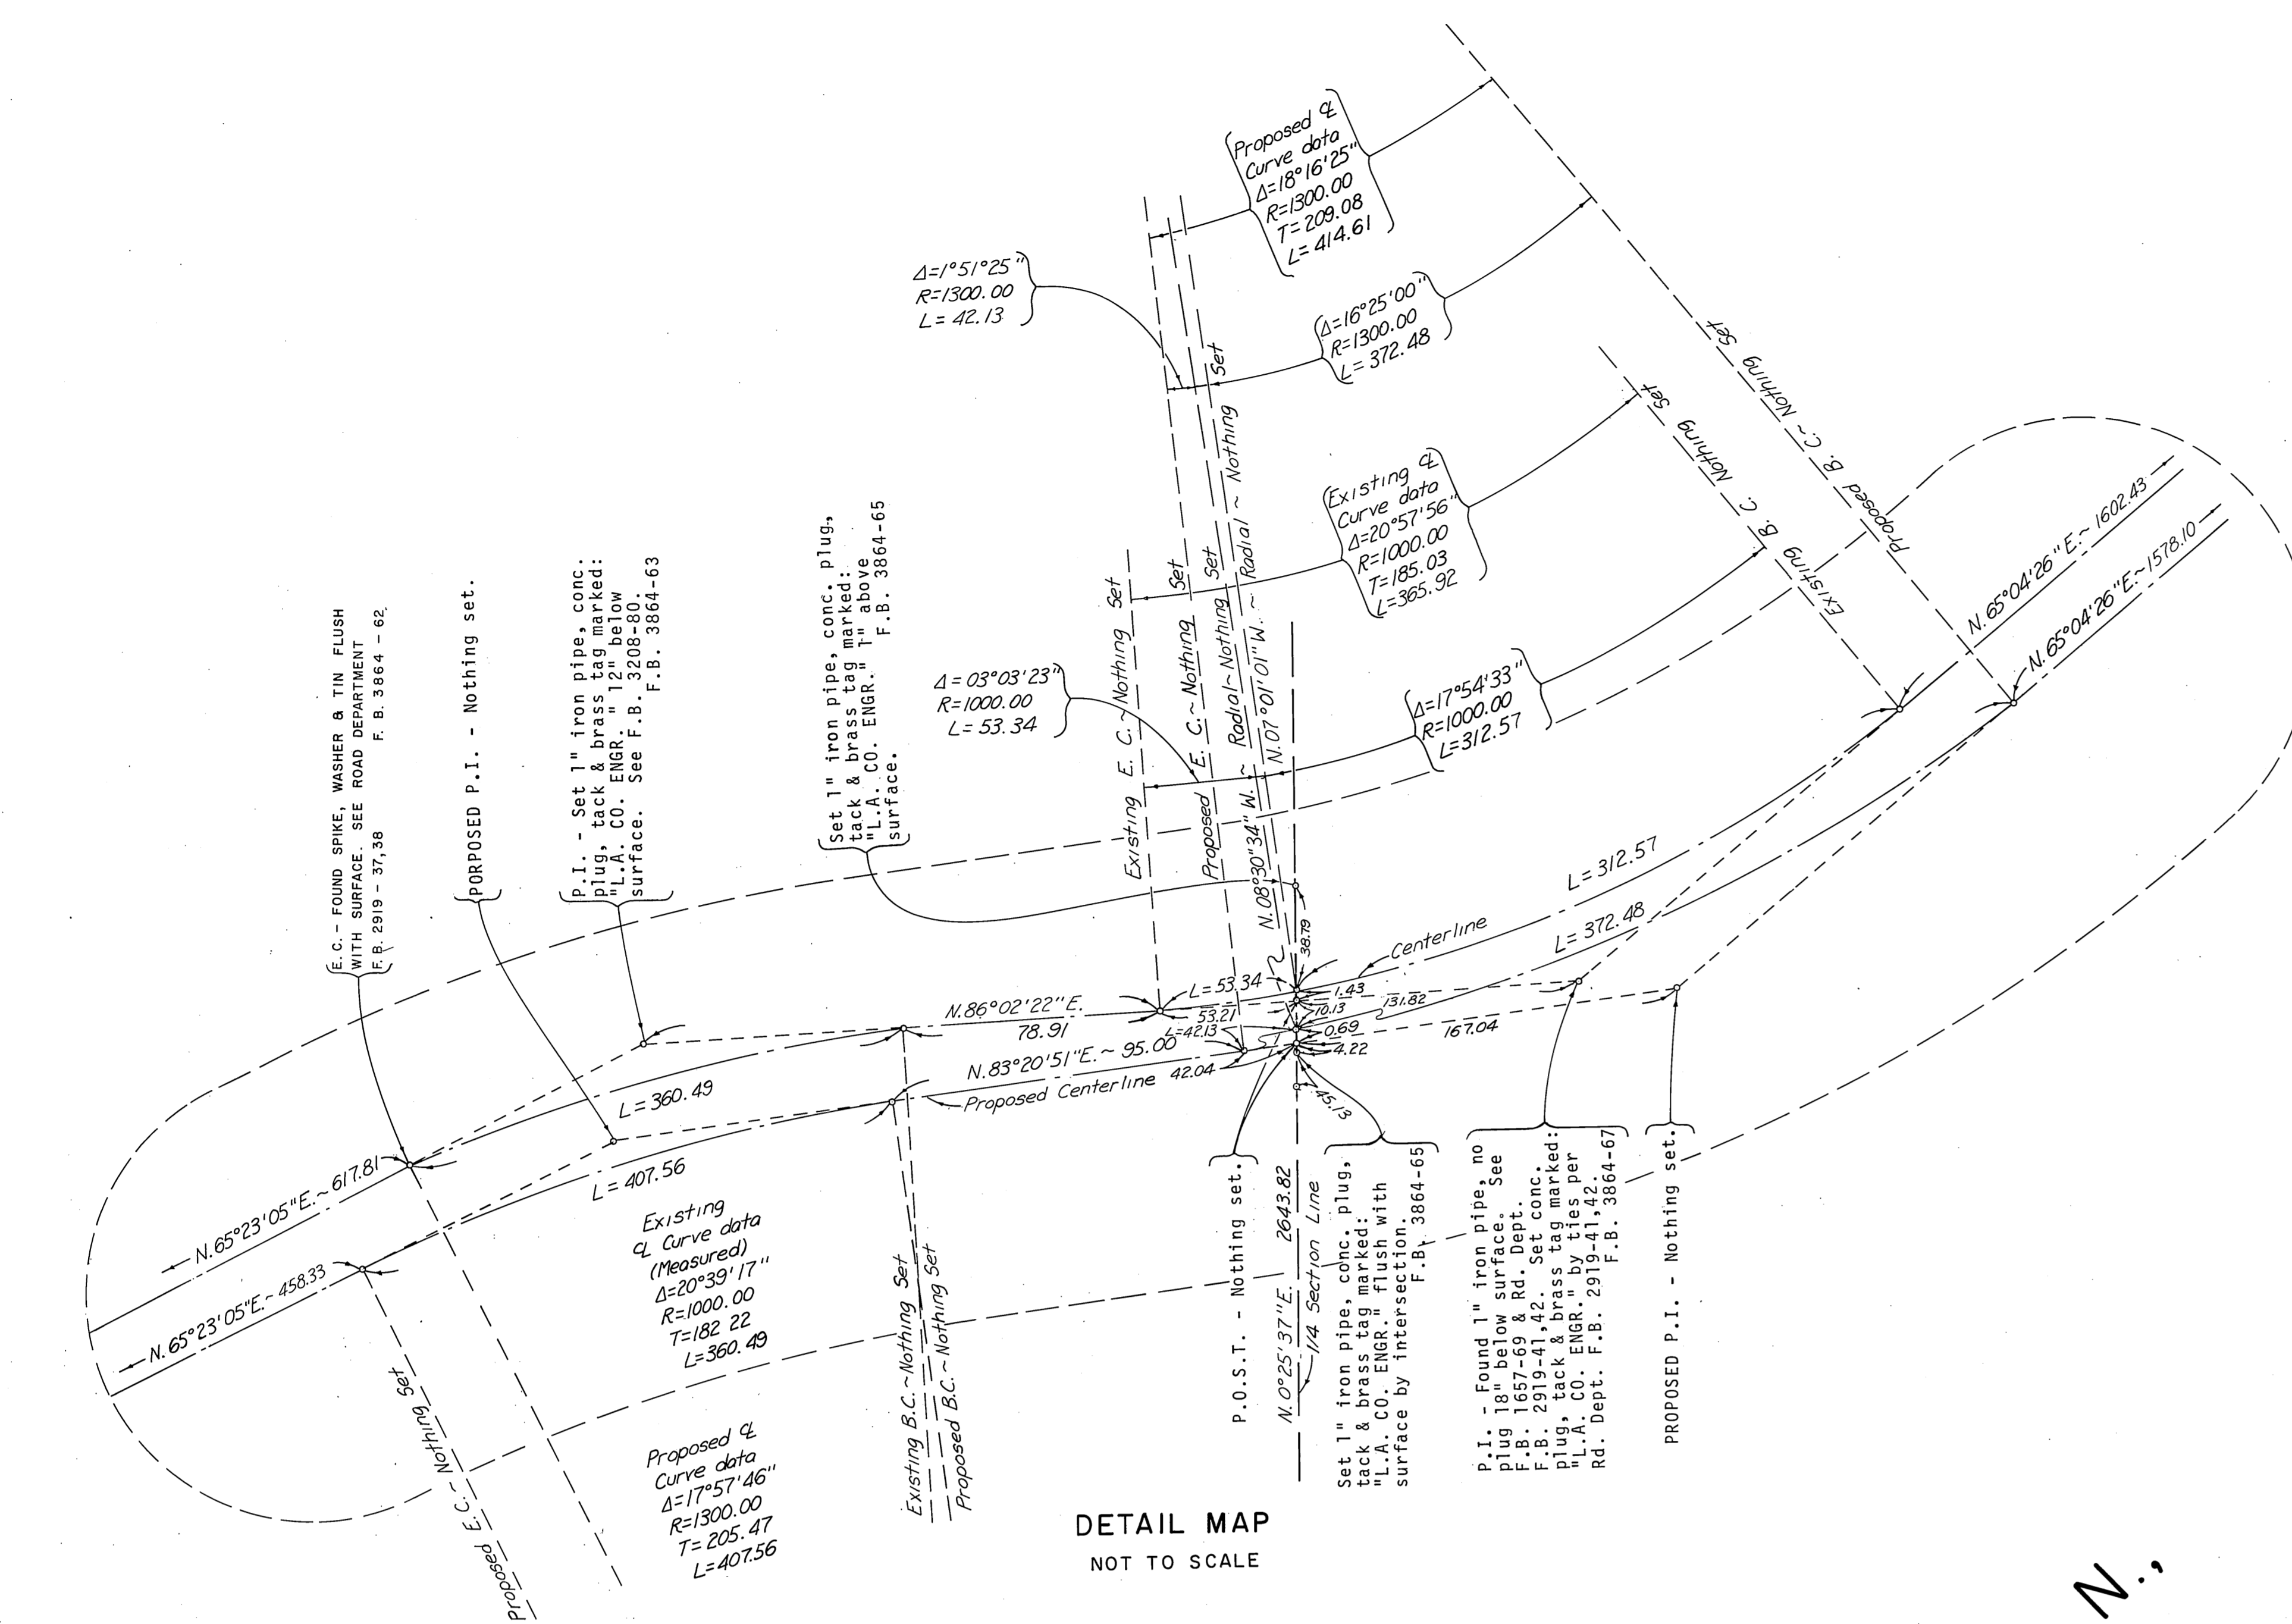 Proposed ℄
Curve data
Δ=18°16'25"
R=1300.00
T=209.08
L=414.61
Δ=1°51°25"
R=1300.00
L=42.13
Δ=16°25'00"
R=1300.00
L=372.48
Existing ℄
Curve data
Δ=20°57'56"
R=1000.00
T=185.03
L=365.92
Δ=03°03'23"
R=1000.00
L=53.34
Δ=17°54'33"
R=1000.00
L=312.57
Proposed B.C.~Nothing Set
Existing B.C. Nothing Set
N.65°04'26"E.~1602.43
N.65°04'26"E.~1578.10
E.C.- FOUND SPIKE, WASHER & TIN FLUSH
WITH SURFACE. SEE ROAD DEPARTMENT
F.B. 2919 - 37,38 F.B. 3864 - 62
PORPOSED P.I. - Nothing set.
P.I. - Set 1" iron pipe, conc.
plug, tack & brass tag marked:
"L.A. CO. ENGR." 12" below
surface. See F.B. 3208-80.
F.B. 3864-63
Set 1" iron pipe, conc. plug,
tack & brass tag marked:
"L.A. CO. ENGR." 1" above
surface. F.B. 3864-65
Existing E.C.~Nothing Set
Proposed E.C.~Nothing Set
N.08°30'34"W.~Radial~Nothing Set
N.07°01'01"W.~Radial~Nothing Set
38.79
Centerline
L=312.57
L=372.48
L=53.34
1.43
53.21
10.13
131.82
L=42.13
0.69
167.04
4.22
42.04
45.13
N.86°02'22"E.
78.91
N.83°20'51"E.~95.00
Proposed Centerline
L=360.49
L=407.56
N.65°23'05"E.~617.81
N.65°23'05"E.~458.33
Existing
℄ Curve data
(Measured)
Δ=20°39'17"
R=1000.00
T=182 22
L=360.49
Proposed ℄
Curve data
Δ=17°57'46"
R=1300.00
T=205.47
L=407.56
Proposed E.C.~Nothing Set
Existing B.C.~Nothing Set
Proposed B.C.~Nothing Set
P.O.S.T. - Nothing set.
N.0°25'37"E. 2643.82
1/4 Section Line
Set 1" iron pipe, conc. plug,
tack & brass tag marked:
"L.A. CO. ENGR." flush with
surface by intersection.
F.B. 3864-65
P.I. - Found 1" iron pipe, no
plug 18" below surface. See
F.B. 1657-69 & Rd. Dept.
F.B. 2919-41,42. Set conc.
plug, tack & brass tag marked:
"L.A. CO. ENGR." by ties per
Rd. Dept. F.B. 2919-41,42.
F.B. 3864-67
PROPOSED P.I. - Nothing set.
DETAIL MAP
NOT TO SCALE
N.,